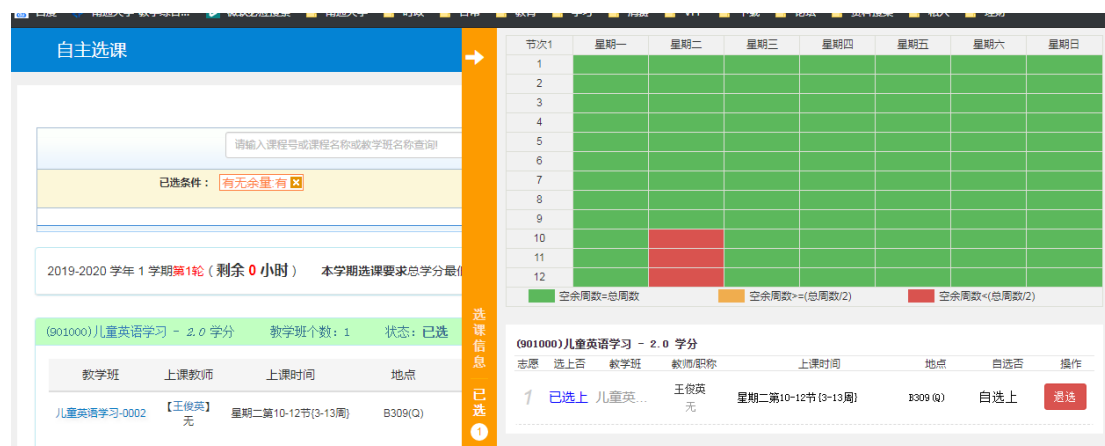 自主选课
请输入课程号或课程名称或教学班名称查询!
已选条件： 有无余量:有
2019-2020 学年 1 学期第1轮（剩余 0 小时） 本学期选课要求总学分最
(901000)儿童英语学习 - 2.0 学分 教学班个数：1 状态：已选
教学班 上课教师 上课时间 地点
儿童英语学习-0002 【王俊英】 无 星期二第10-12节{3-13周} B309(Q)
选课信息 已选 1
节次1 星期一 星期二 星期三 星期四 星期五 星期六 星期日
1
2
3
4
5
6
7
8
9
10
11
12
空余周数=总周数 空余周数>=(总周数/2) 空余周数<(总周数/2)
(901000)儿童英语学习 - 2.0 学分
志愿 选上否 教学班 教师/职称 上课时间 地点 自选否 操作
1 已选上 儿童英... 王俊英 无 星期二第10-12节{3-13周} B309(Q) 自选上 退选